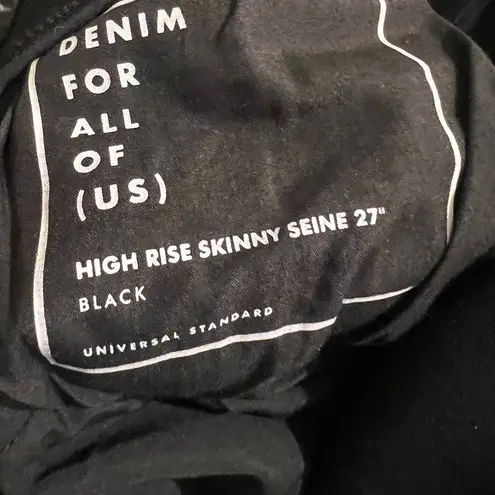 DENIM
FOR
ALL
OF
(US)
HIGH RISE SKINNY SEINE 27"
BLACK
UNIVERSAL STANDARD